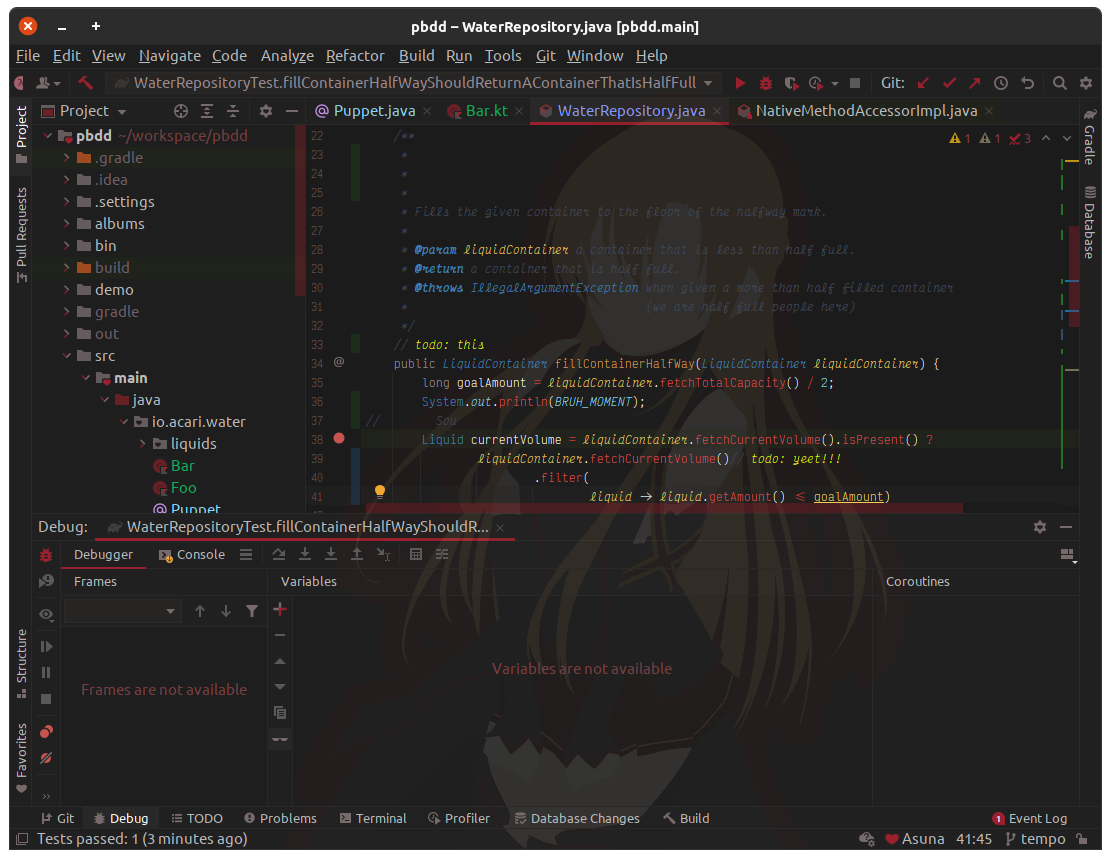 pbdd – WaterRepository.java [pbdd.main]
File Edit View Navigate Code Analyze Refactor Build Run Tools Git Window Help
WaterRepositoryTest.fillContainerHalfWayShouldReturnAContainerThatIsHalfFull Git:
Project Puppet.java Bar.kt WaterRepository.java NativeMethodAccessorImpl.java
Project
Pull Requests
Structure
Favorites
Gradle
Database
pbdd ~/workspace/pbdd
.gradle
.idea
.settings
albums
bin
build
demo
gradle
out
src
main
java
io.acari.water
liquids
Bar
Foo
Puppet
1 1 3
22 /**
23 *
24 *
25 *
26 * Fills the given container to the floor of the halfway mark.
27 *
28 * @param liquidContainer a container that is less than half full.
29 * @return a container that is half full.
30 * @throws IllegalArgumentException when given a more than half filled container
31 * (we are half full people here)
32 */
33 // todo: this
34 @ public LiquidContainer fillContainerHalfWay(LiquidContainer liquidContainer) {
35 long goalAmount = liquidContainer.fetchTotalCapacity() / 2;
36 System.out.println(BRUH_MOMENT);
37 // Sou
38 Liquid currentVolume = liquidContainer.fetchCurrentVolume().isPresent() ?
39 liquidContainer.fetchCurrentVolume()// todo: yeet!!!
40 .filter(
41 liquid → liquid.getAmount() ≤ goalAmount)
Debug: WaterRepositoryTest.fillContainerHalfWayShouldR...
Debugger Console
Frames Variables Coroutines
Frames are not available
Variables are not available
Git Debug TODO Problems Terminal Profiler Database Changes Build 1 Event Log
Tests passed: 1 (3 minutes ago) Asuna 41:45 tempo